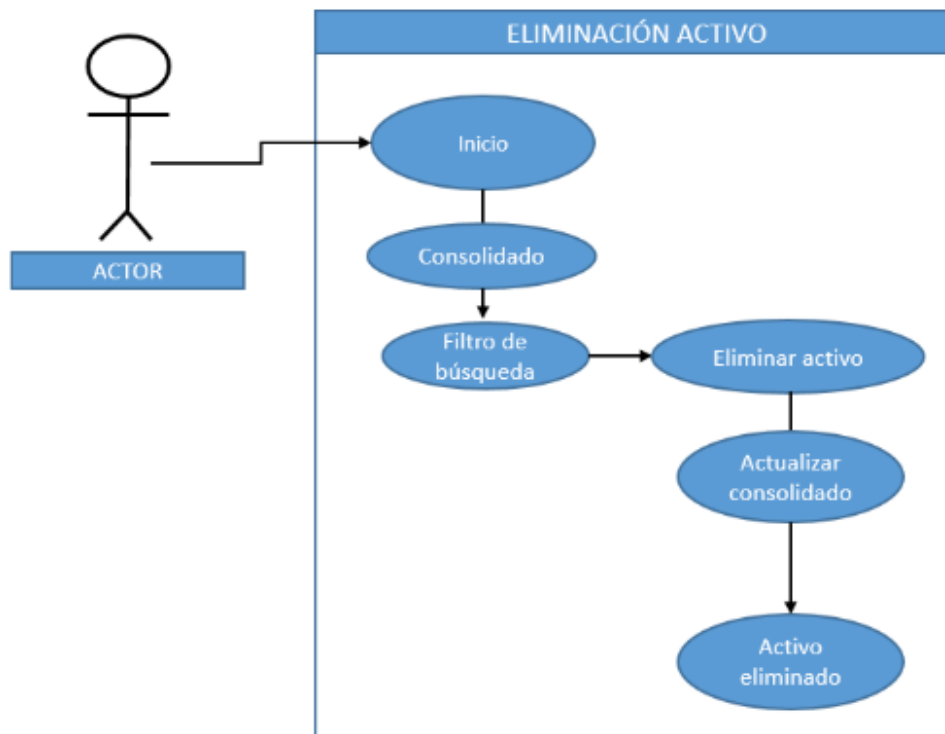 ELIMINACIÓN ACTIVO
Inicio
ACTOR
Consolidado
Filtro de
búsqueda
Eliminar activo
Actualizar
consolidado
Activo
eliminado